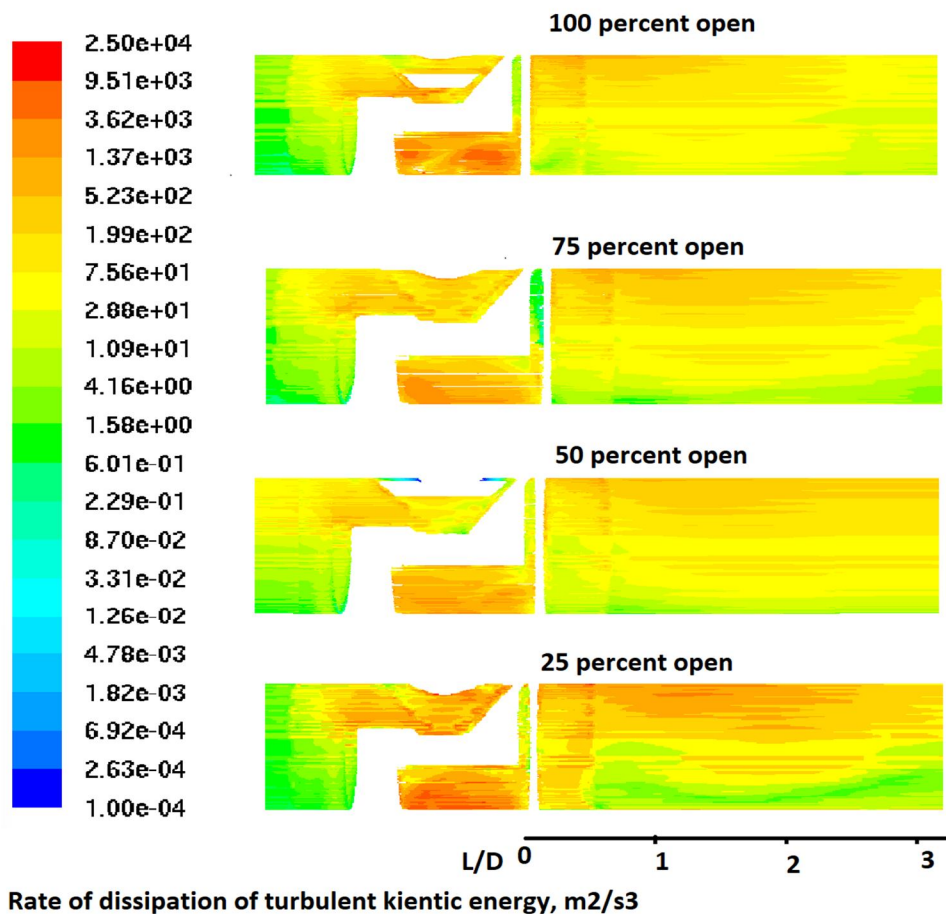 100 percent open
2.50e+04
9.51e+03
3.62e+03
1.37e+03
5.23e+02
1.99e+02
7.56e+01
2.88e+01
1.09e+01
4.16e+00
1.58e+00
6.01e-01
2.29e-01
8.70e-02
3.31e-02
1.26e-02
4.78e-03
1.82e-03
6.92e-04
2.63e-04
1.00e-04
75 percent open
50 percent open
25 percent open
L/D 0 1 2 3
Rate of dissipation of turbulent kientic energy, m2/s3